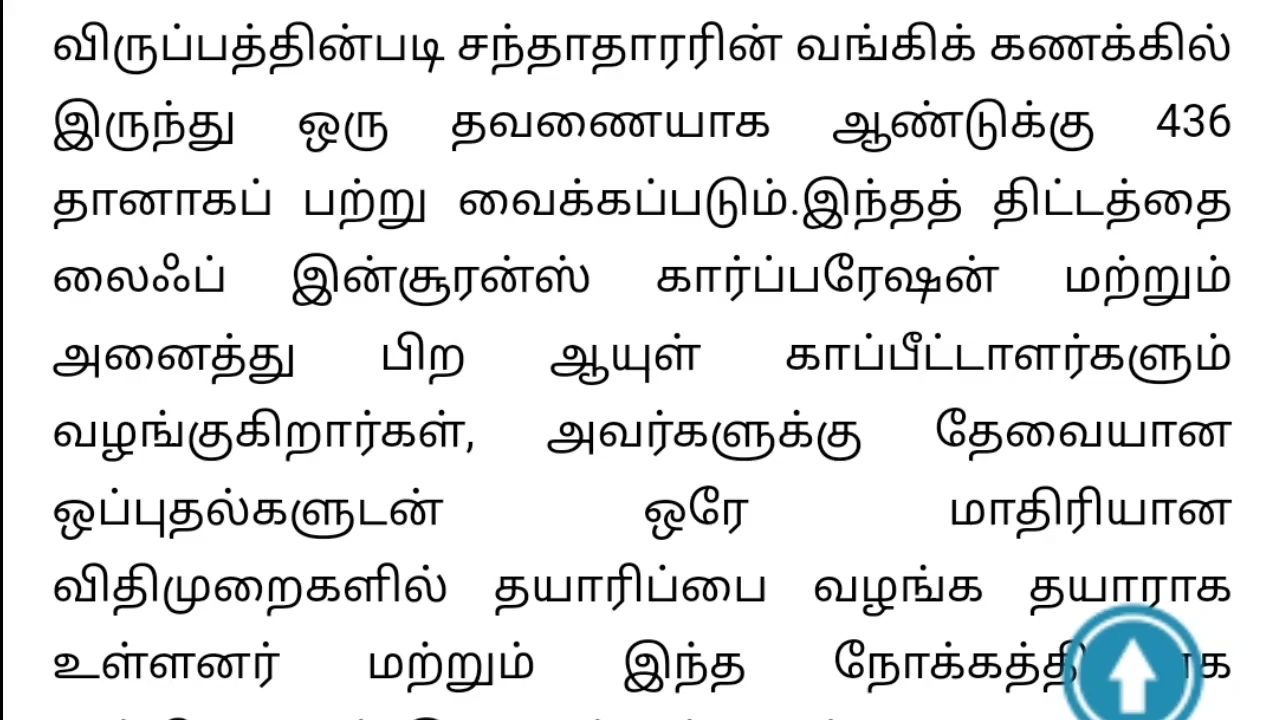 விருப்பத்தின்படி சந்தாதாரரின் வங்கிக் கணக்கில்
இருந்து ஒரு தவணையாக ஆண்டுக்கு 436
தானாகப் பற்று வைக்கப்படும்.இந்தத் திட்டத்தை
லைஃப் இன்சூரன்ஸ் கார்ப்பரேஷன் மற்றும்
அனைத்து பிற ஆயுள் காப்பீட்டாளர்களும்
வழங்குகிறார்கள், அவர்களுக்கு தேவையான
ஒப்புதல்களுடன் ஒரே மாதிரியான
விதிமுறைகளில் தயாரிப்பை வழங்க தயாராக
உள்ளனர் மற்றும் இந்த